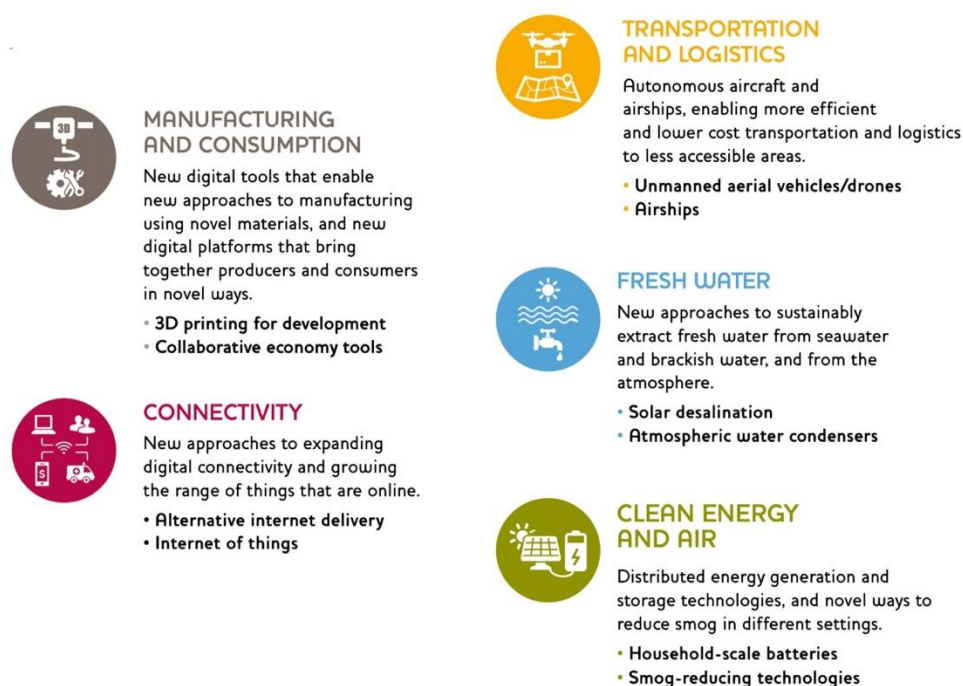 MANUFACTURING
AND CONSUMPTION
New digital tools that enable
new approaches to manufacturing
using novel materials, and new
digital platforms that bring
together producers and consumers
in novel ways.
• 3D printing for development
• Collaborative economy tools
CONNECTIVITY
New approaches to expanding
digital connectivity and growing
the range of things that are online.
• Alternative internet delivery
• Internet of things
TRANSPORTATION
AND LOGISTICS
Autonomous aircraft and
airships, enabling more efficient
and lower cost transportation and logistics
to less accessible areas.
• Unmanned aerial vehicles/drones
• Airships
FRESH WATER
New approaches to sustainably
extract fresh water from seawater
and brackish water, and from the
atmosphere.
• Solar desalination
• Atmospheric water condensers
CLEAN ENERGY
AND AIR
Distributed energy generation and
storage technologies, and novel ways to
reduce smog in different settings.
• Household-scale batteries
• Smog-reducing technologies
3D
$